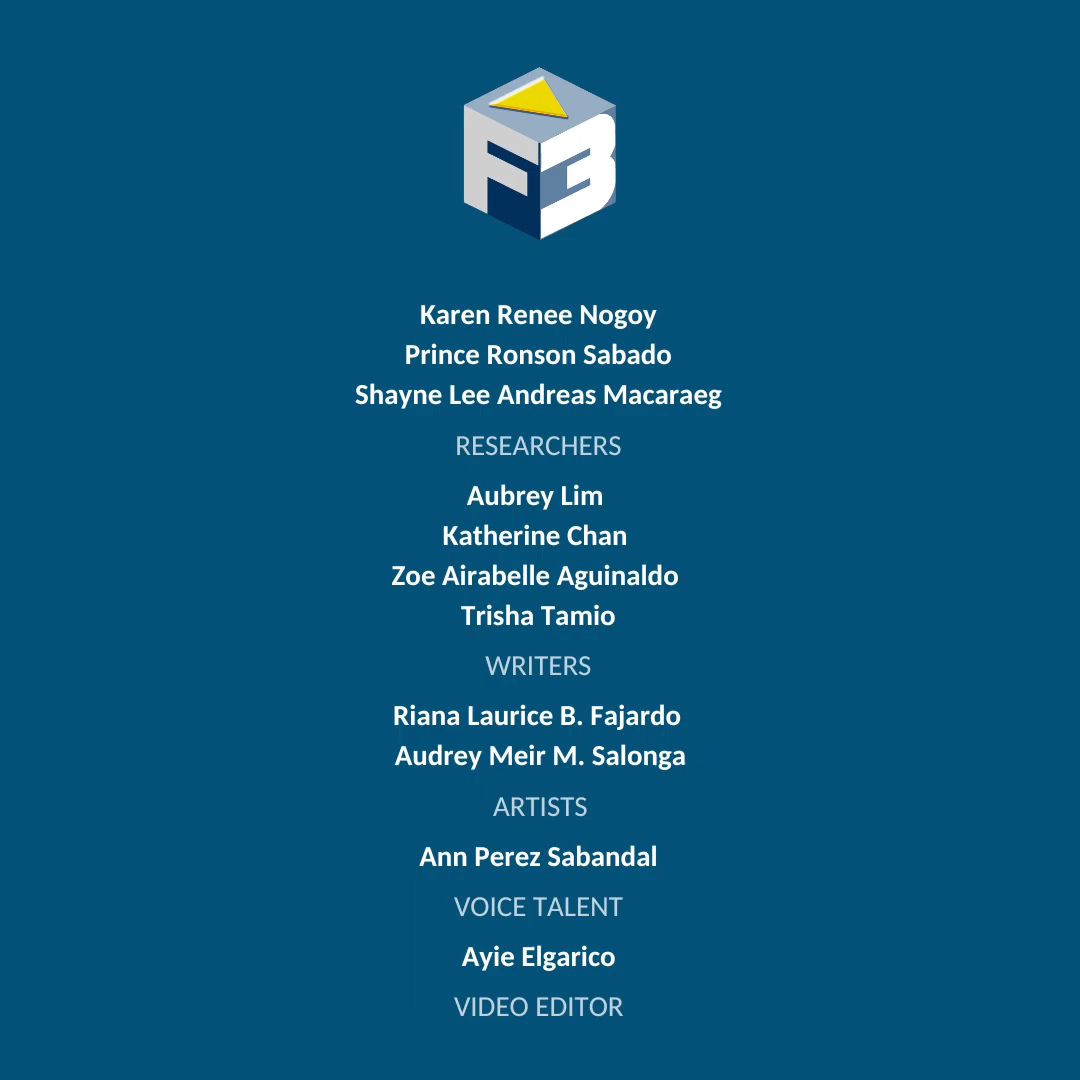 F3
Karen Renee Nogoy
Prince Ronson Sabado
Shayne Lee Andreas Macaraeg
RESEARCHERS
Aubrey Lim
Katherine Chan
Zoe Airabelle Aguinaldo
Trisha Tamio
WRITERS
Riana Laurice B. Fajardo
Audrey Meir M. Salonga
ARTISTS
Ann Perez Sabandal
VOICE TALENT
Ayie Elgarico
VIDEO EDITOR